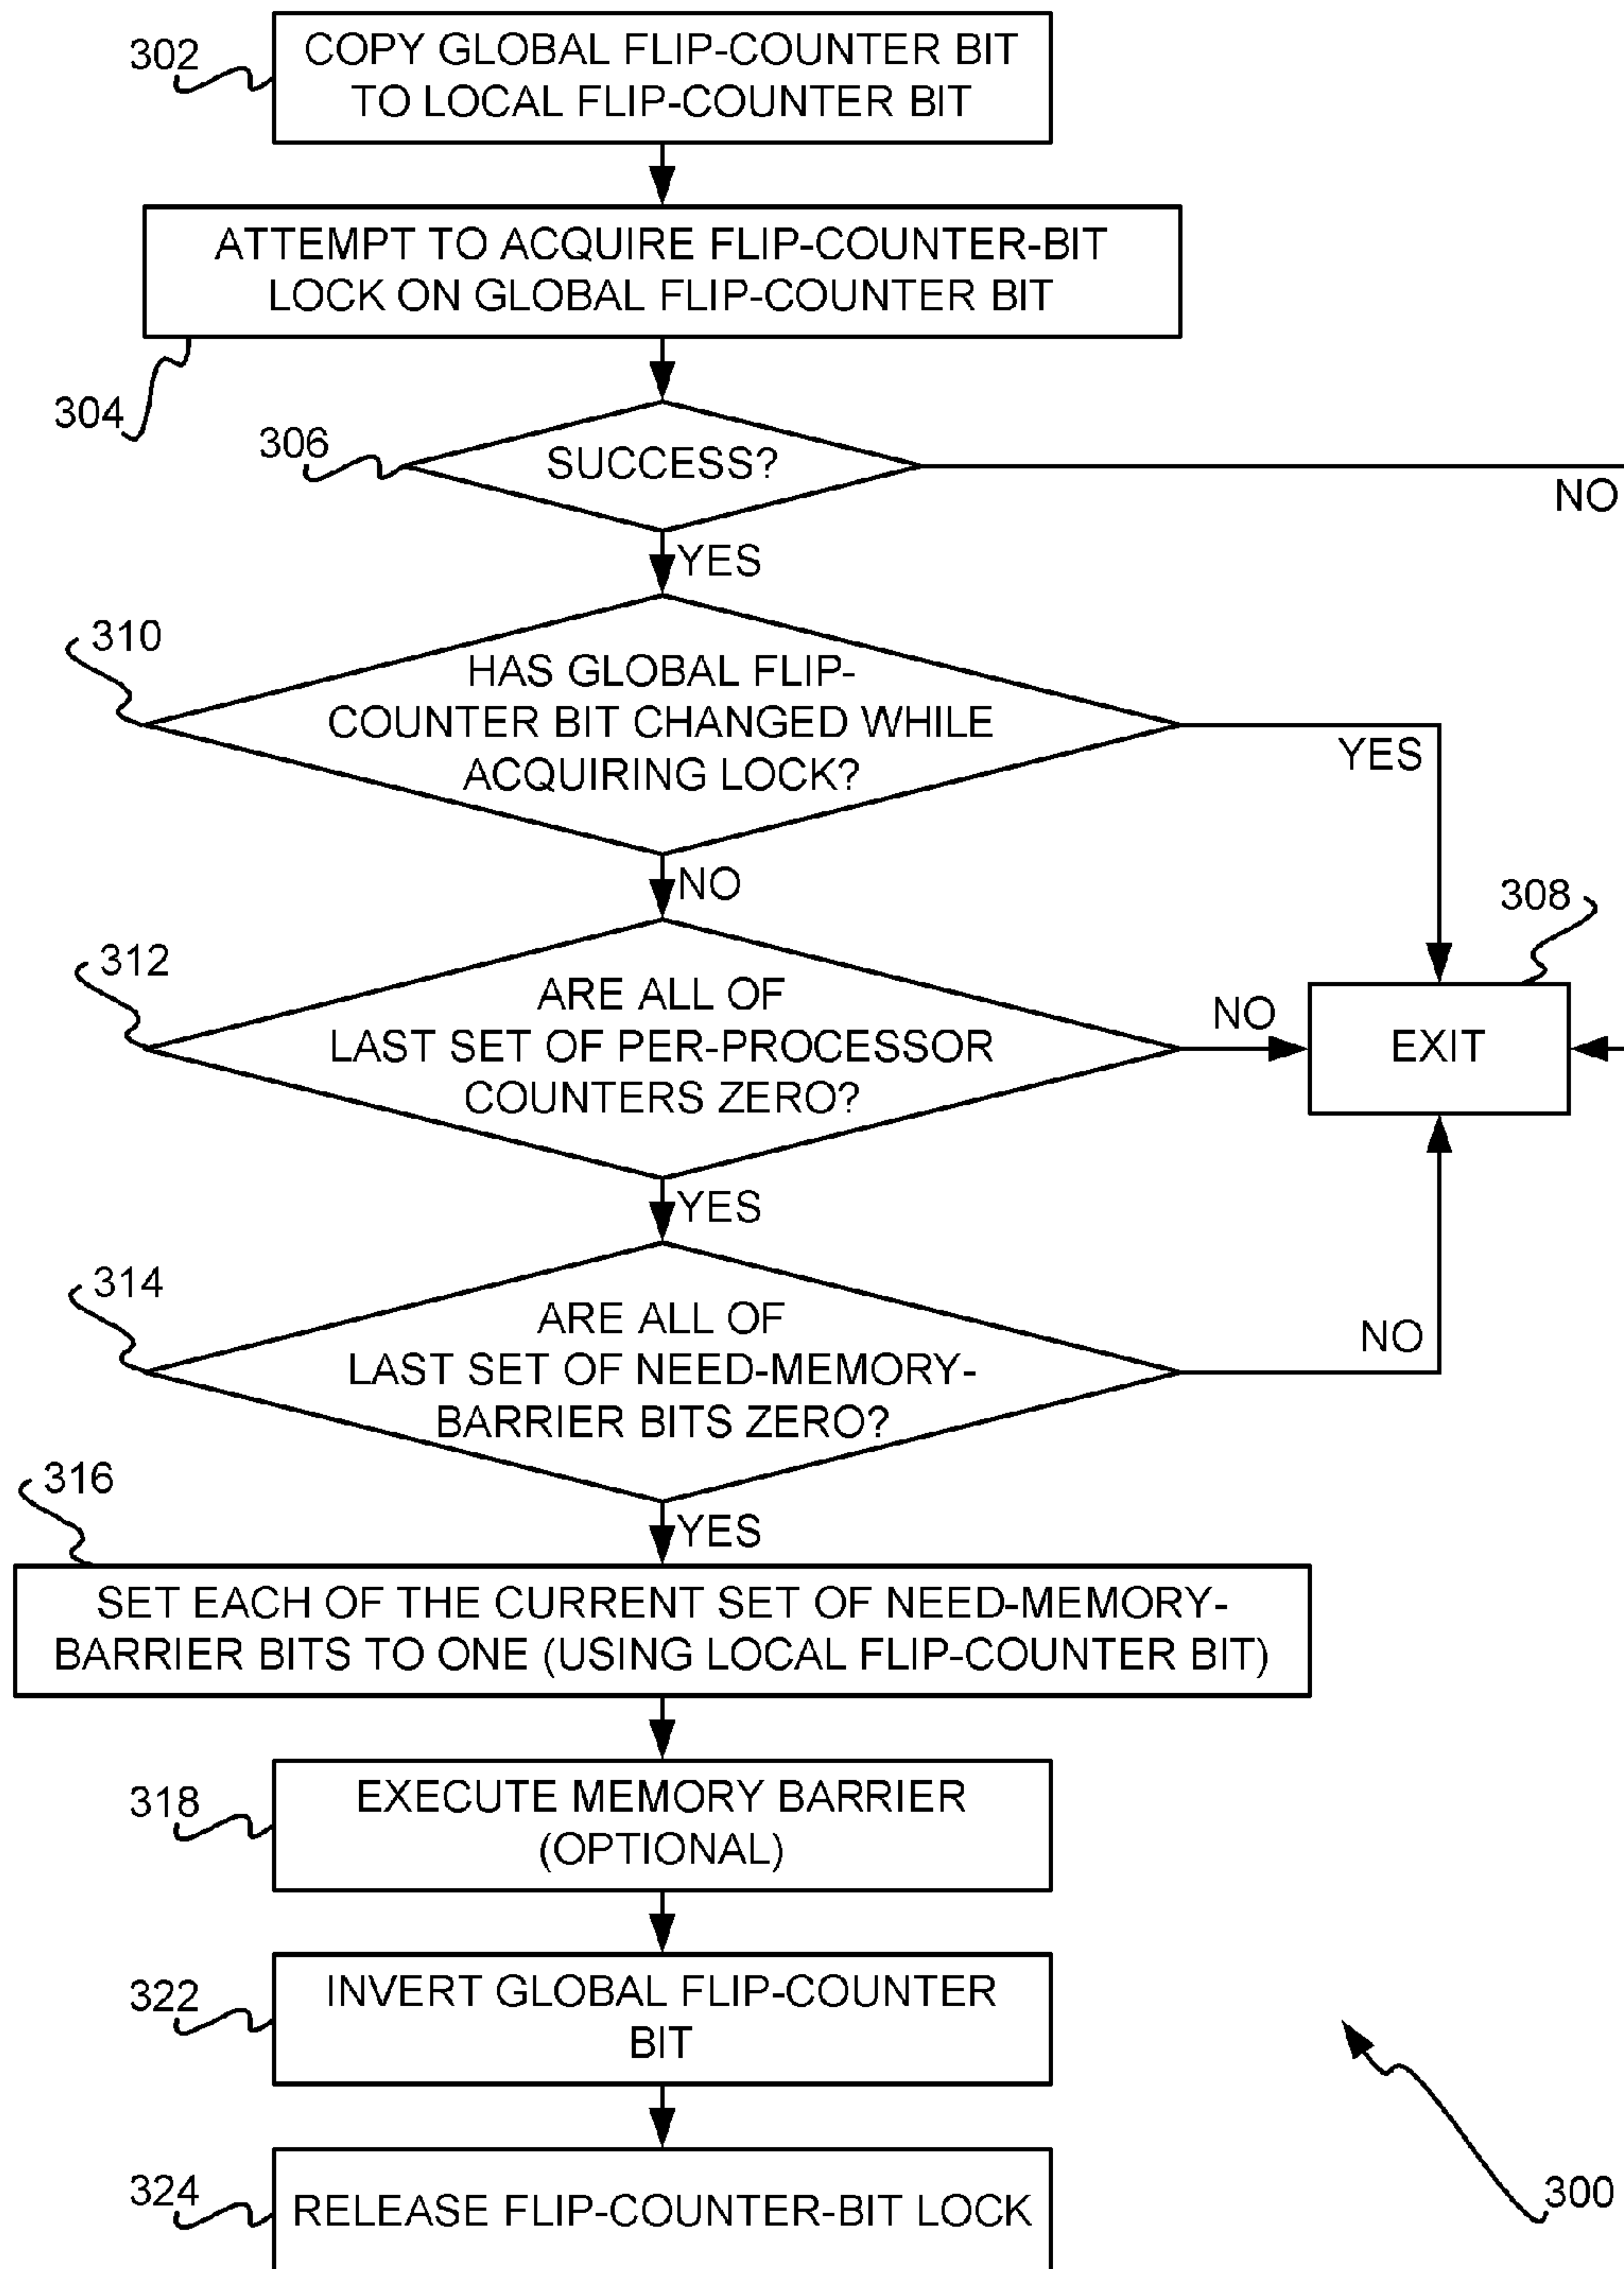 302
COPY GLOBAL FLIP-COUNTER BIT
TO LOCAL FLIP-COUNTER BIT
ATTEMPT TO ACQUIRE FLIP-COUNTER-BIT
LOCK ON GLOBAL FLIP-COUNTER BIT
304
306
SUCCESS?
NO
YES
310
HAS GLOBAL FLIP-
COUNTER BIT CHANGED WHILE
ACQUIRING LOCK?
YES
NO
308
312
ARE ALL OF
LAST SET OF PER-PROCESSOR
COUNTERS ZERO?
NO
EXIT
YES
314
ARE ALL OF
LAST SET OF NEED-MEMORY-
BARRIER BITS ZERO?
NO
316
YES
SET EACH OF THE CURRENT SET OF NEED-MEMORY-
BARRIER BITS TO ONE (USING LOCAL FLIP-COUNTER BIT)
318
EXECUTE MEMORY BARRIER
(OPTIONAL)
322
INVERT GLOBAL FLIP-COUNTER
BIT
324
RELEASE FLIP-COUNTER-BIT LOCK
300